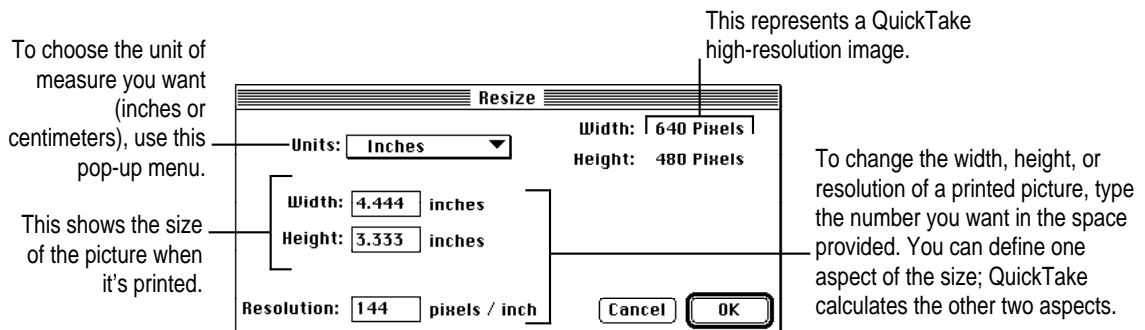 This represents a QuickTake
high-resolution image.
To choose the unit of
measure you want
(inches or
centimeters), use this
pop-up menu.
This shows the size
of the picture when
it's printed.
Resize
Units: Inches
Width: 640 Pixels
Height: 480 Pixels
Width: 4.444 inches
Height: 3.333 inches
Resolution: 144 pixels / inch
Cancel
OK
To change the width, height, or
resolution of a printed picture, type
the number you want in the space
provided. You can define one
aspect of the size; QuickTake
calculates the other two aspects.